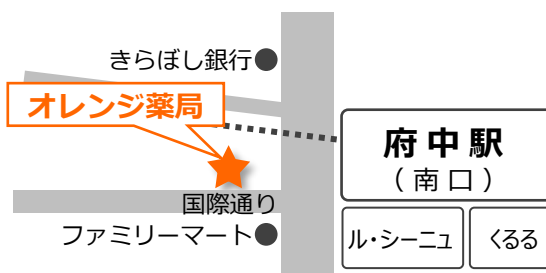 きらぼし銀行
オレンジ薬局
府中駅
(南口)
国際通り
ファミリーマート
ル・シーニュ
くるる